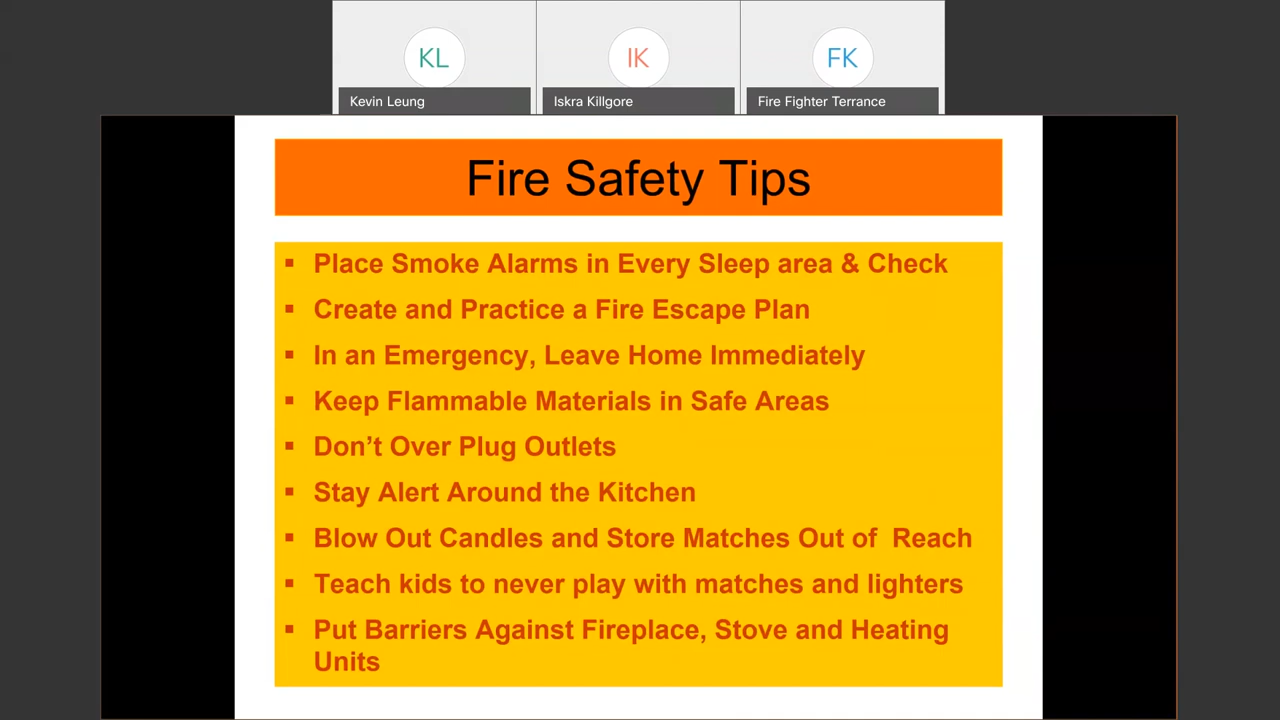 KL
IK
FK
Kevin Leung
Iskra Killgore
Fire Fighter Terrance
Fire Safety Tips
▪ Place Smoke Alarms in Every Sleep area & Check
▪ Create and Practice a Fire Escape Plan
▪ In an Emergency, Leave Home Immediately
▪ Keep Flammable Materials in Safe Areas
▪ Don’t Over Plug Outlets
▪ Stay Alert Around the Kitchen
▪ Blow Out Candles and Store Matches Out of  Reach
▪ Teach kids to never play with matches and lighters
▪ Put Barriers Against Fireplace, Stove and Heating
Units